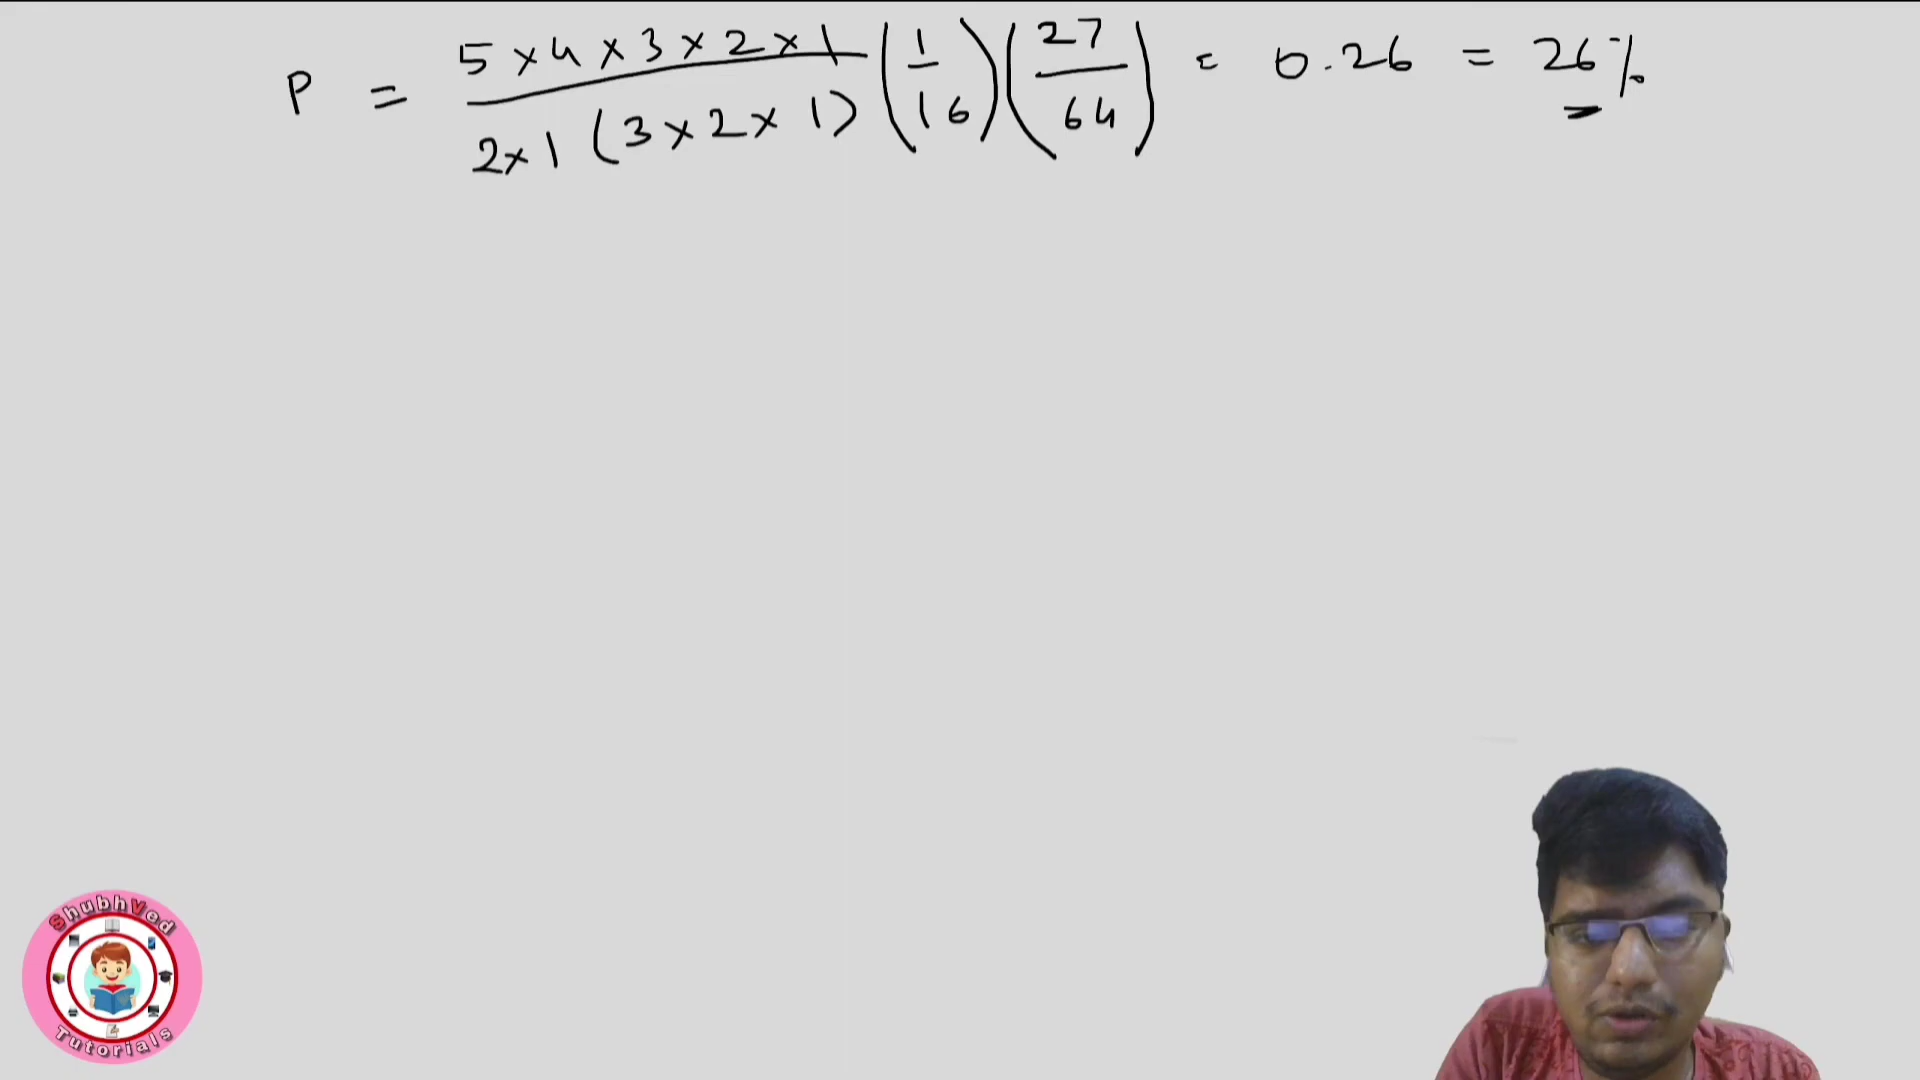 P = 5 × 4 × 3 × 2 × 1 / 2 × 1 (3 × 2 × 1) (1/16) (27/64) = 0.26 = 26%
ShubhVed
Tutorials